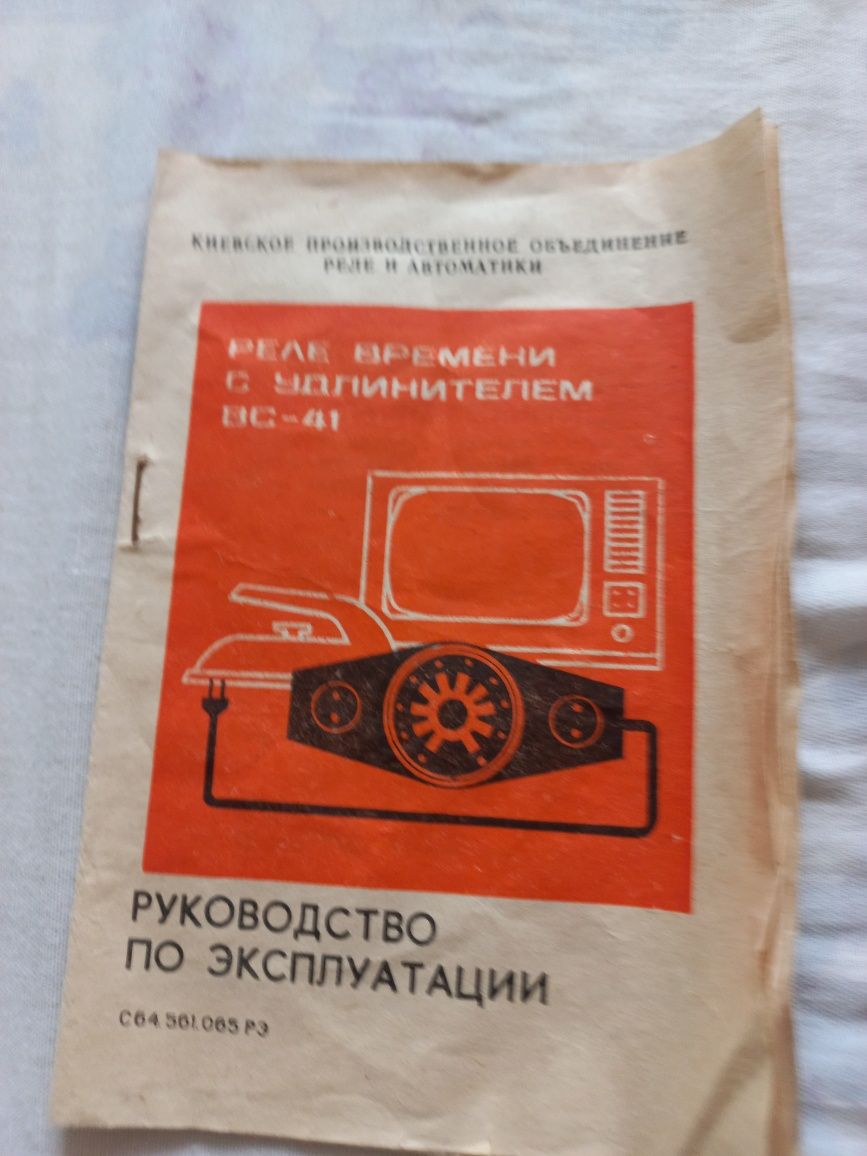 КИЕВСКОЕ ПРОИЗВОДСТВЕННОЕ ОБЪЕДИНЕНИЕ
РЕЛЕ И АВТОМАТИКИ
РЕЛЕ ВРЕМЕНИ
С УДЛИНИТЕЛЕМ
ВС-41
РУКОВОДСТВО
ПО ЭКСПЛУАТАЦИИ
С64.561.065 РЭ